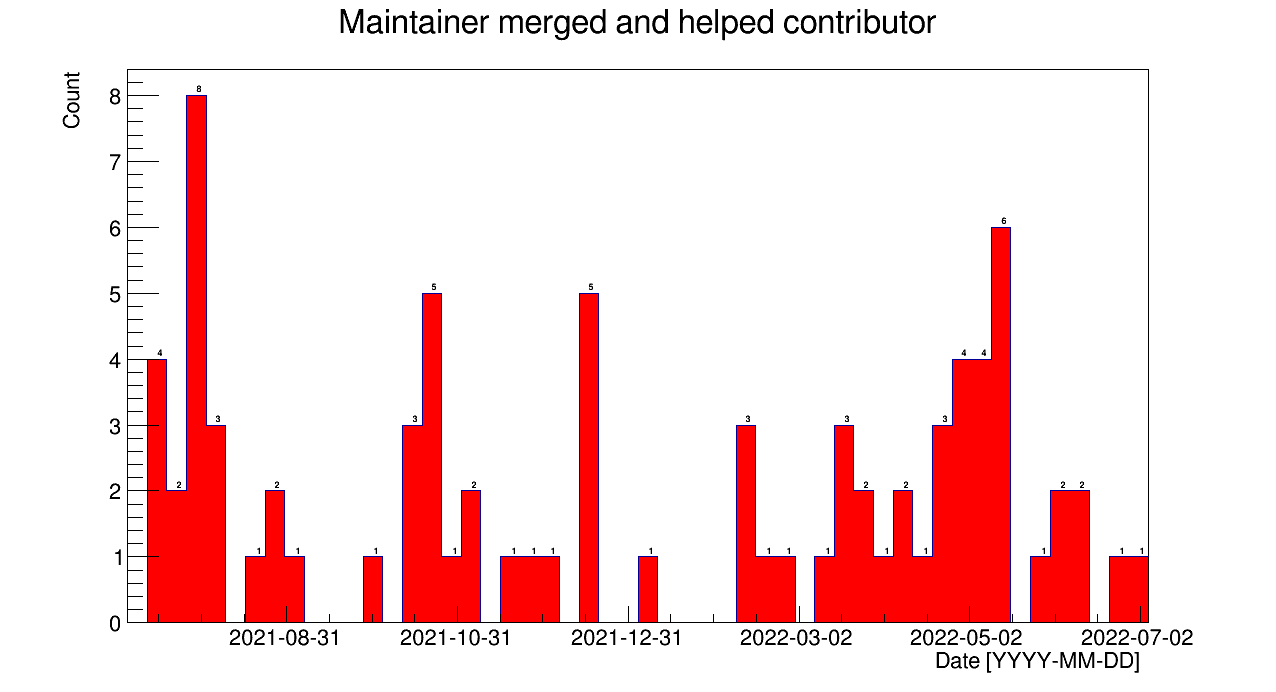 Maintainer merged and helped contributor
Count
8
7
6
5
4
3
2
1
0
4 2 8 3 1 2 1 1 3 5 1 2 1 1 1 5 1 3 1 1 1 3 2 1 2 1 3 4 4 6 1 2 2 1 1
2021-08-31 2021-10-31 2021-12-31 2022-03-02 2022-05-02 2022-07-02
Date [YYYY-MM-DD]